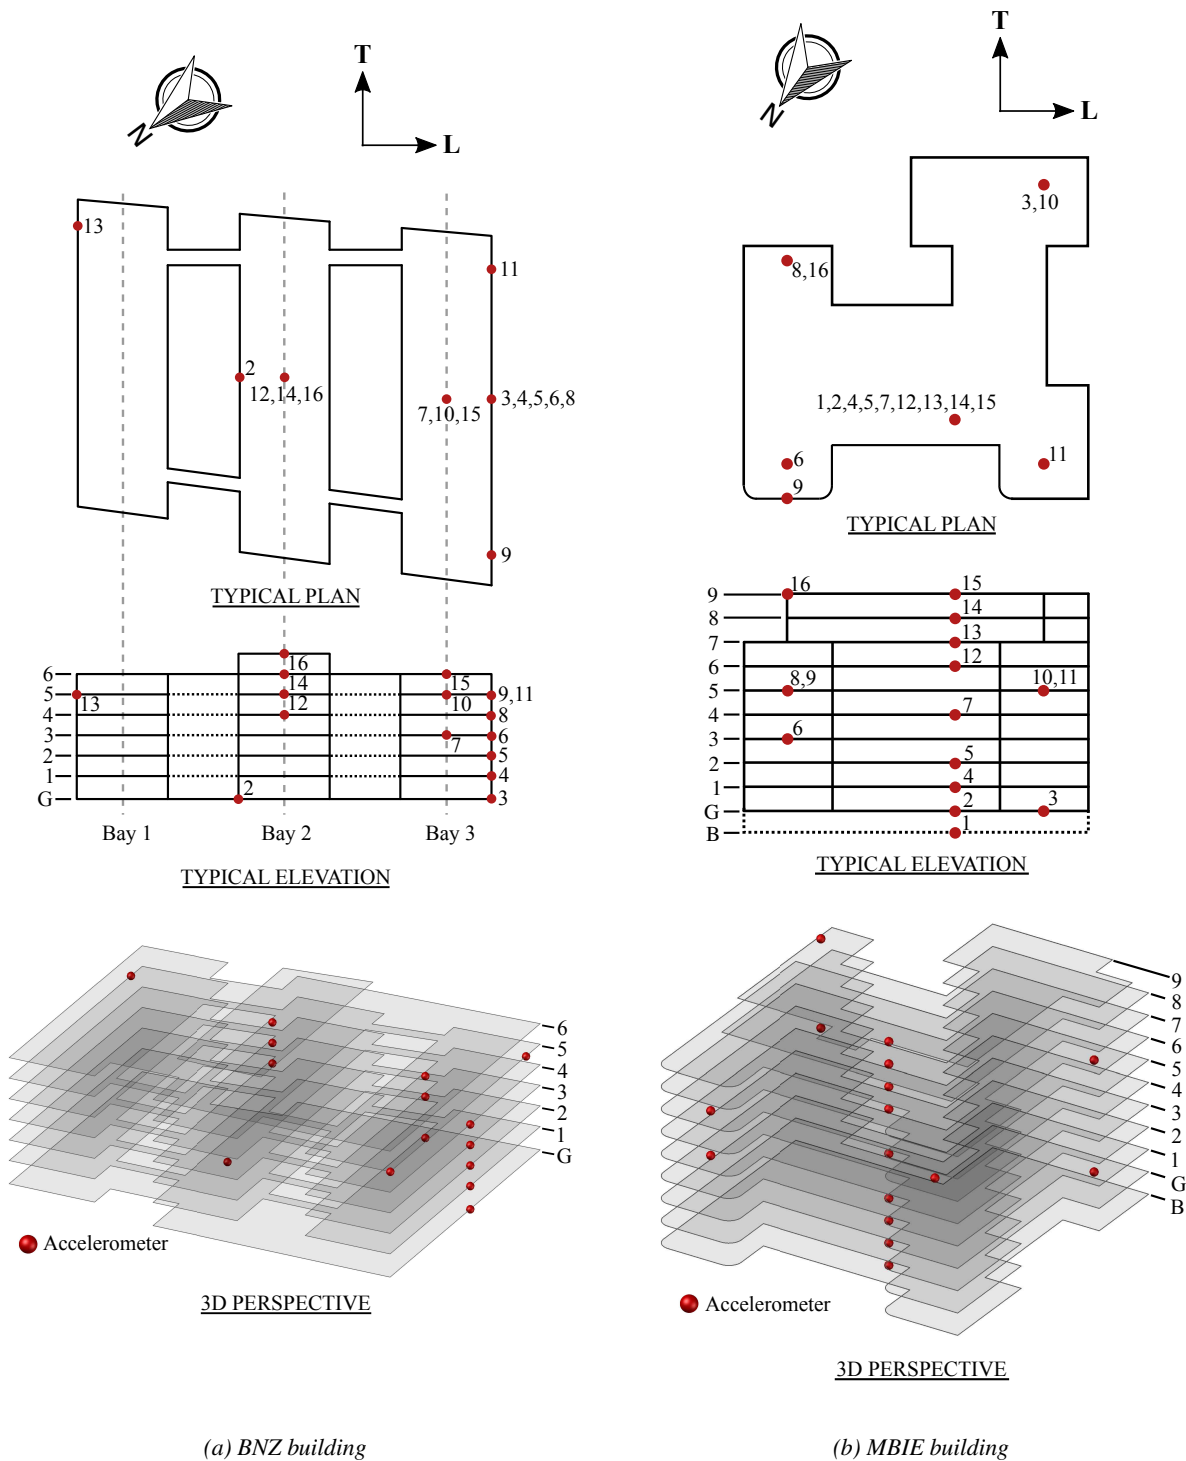 T
L
N
13
11
2
12,14,16
3,4,5,6,8
7,10,15
9
TYPICAL PLAN
6
5
4
3
2
1
G
16
14
12
13
15
10
9,11
8
7
6
5
4
2
3
Bay 1
Bay 2
Bay 3
TYPICAL ELEVATION
6
5
4
3
2
1
G
Accelerometer
3D PERSPECTIVE
(a) BNZ building
T
L
N
3,10
8,16
1,2,4,5,7,12,13,14,15
6
11
9
TYPICAL PLAN
9
8
7
6
5
4
3
2
1
G
B
16
15
14
13
12
8,9
10,11
7
6
5
4
2
3
1
TYPICAL ELEVATION
9
8
7
6
5
4
3
2
1
G
B
Accelerometer
3D PERSPECTIVE
(b) MBIE building